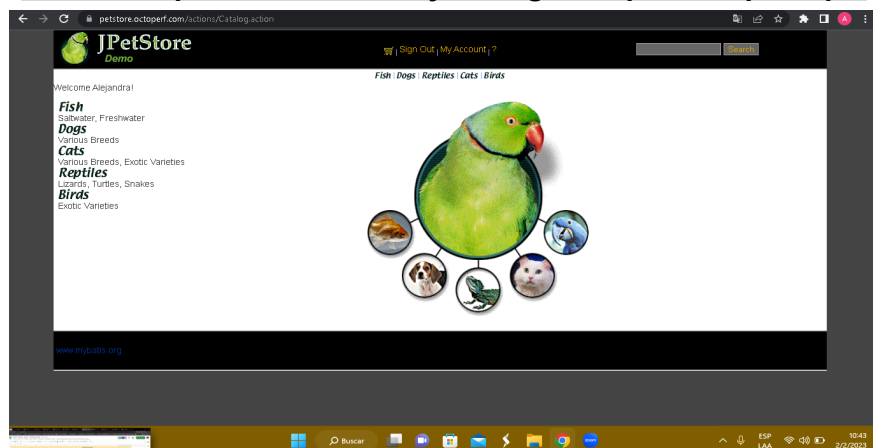 petstore.octoperf.com/actions/Catalog.action
A
JPetStore
Demo
Sign Out | My Account | ?
Search
Fish | Dogs | Reptiles | Cats | Birds
Welcome Alejandra!
Fish
Saltwater, Freshwater
Dogs
Various Breeds
Cats
Various Breeds, Exotic Varieties
Reptiles
Lizards, Turtles, Snakes
Birds
Exotic Varieties
www.mybatis.org
Buscar
zoom
ESP
LAA
10:43
2/2/2023